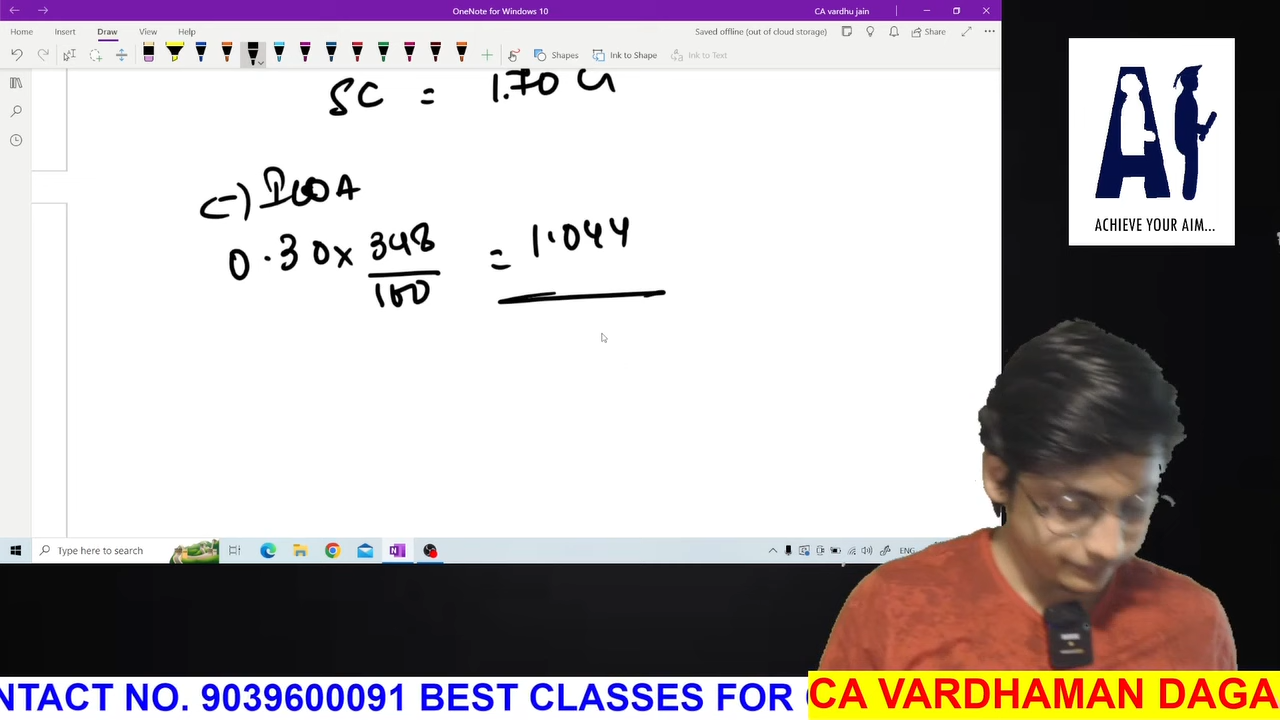 OneNote for Windows 10
CA vardhu jain
Home Insert Draw View Help
Saved offline (out of cloud storage)
Share
Shapes
Ink to Shape
Ink to Text
SC = 1.70 Cr
(-) ICOA
0.30 x 348/100 = 1.044
ACHIEVE YOUR AIM...
Type here to search
ENG
NTACT NO. 9039600091 BEST CLASSES FOR
CA VARDHAMAN DAGA